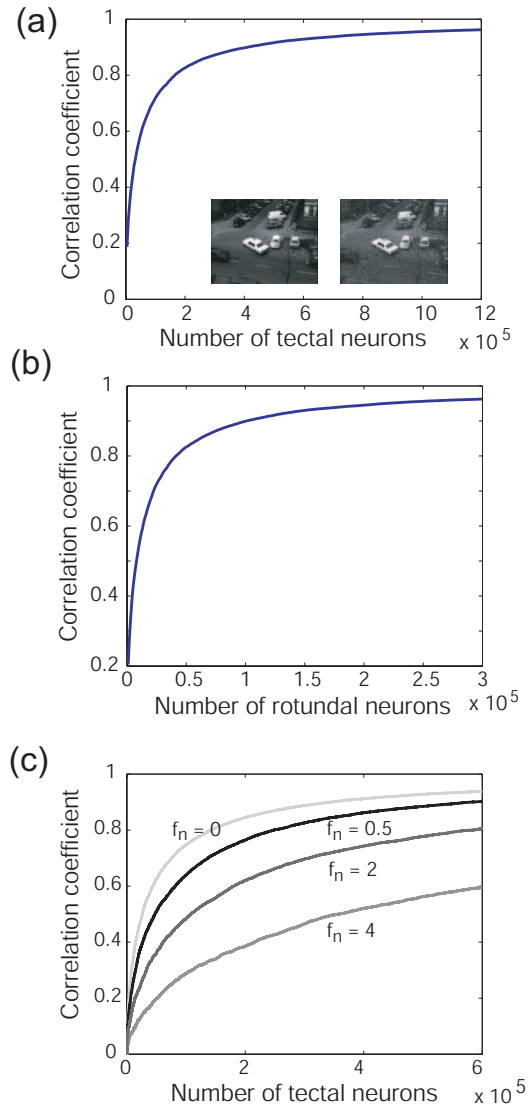 (a)
1
0.8
0.6
0.4
0.2
0
Correlation coefficient
0 2 4 6 8 10 12
Number of tectal neurons x 10^5
(b)
1
0.8
0.6
0.4
0.2
Correlation coefficient
0 0.5 1 1.5 2 2.5 3
Number of rotundal neurons x 10^5
(c)
1
0.8
0.6
0.4
0.2
0
Correlation coefficient
f_n = 0
f_n = 0.5
f_n = 2
f_n = 4
0 2 4 6
Number of tectal neurons x 10^5